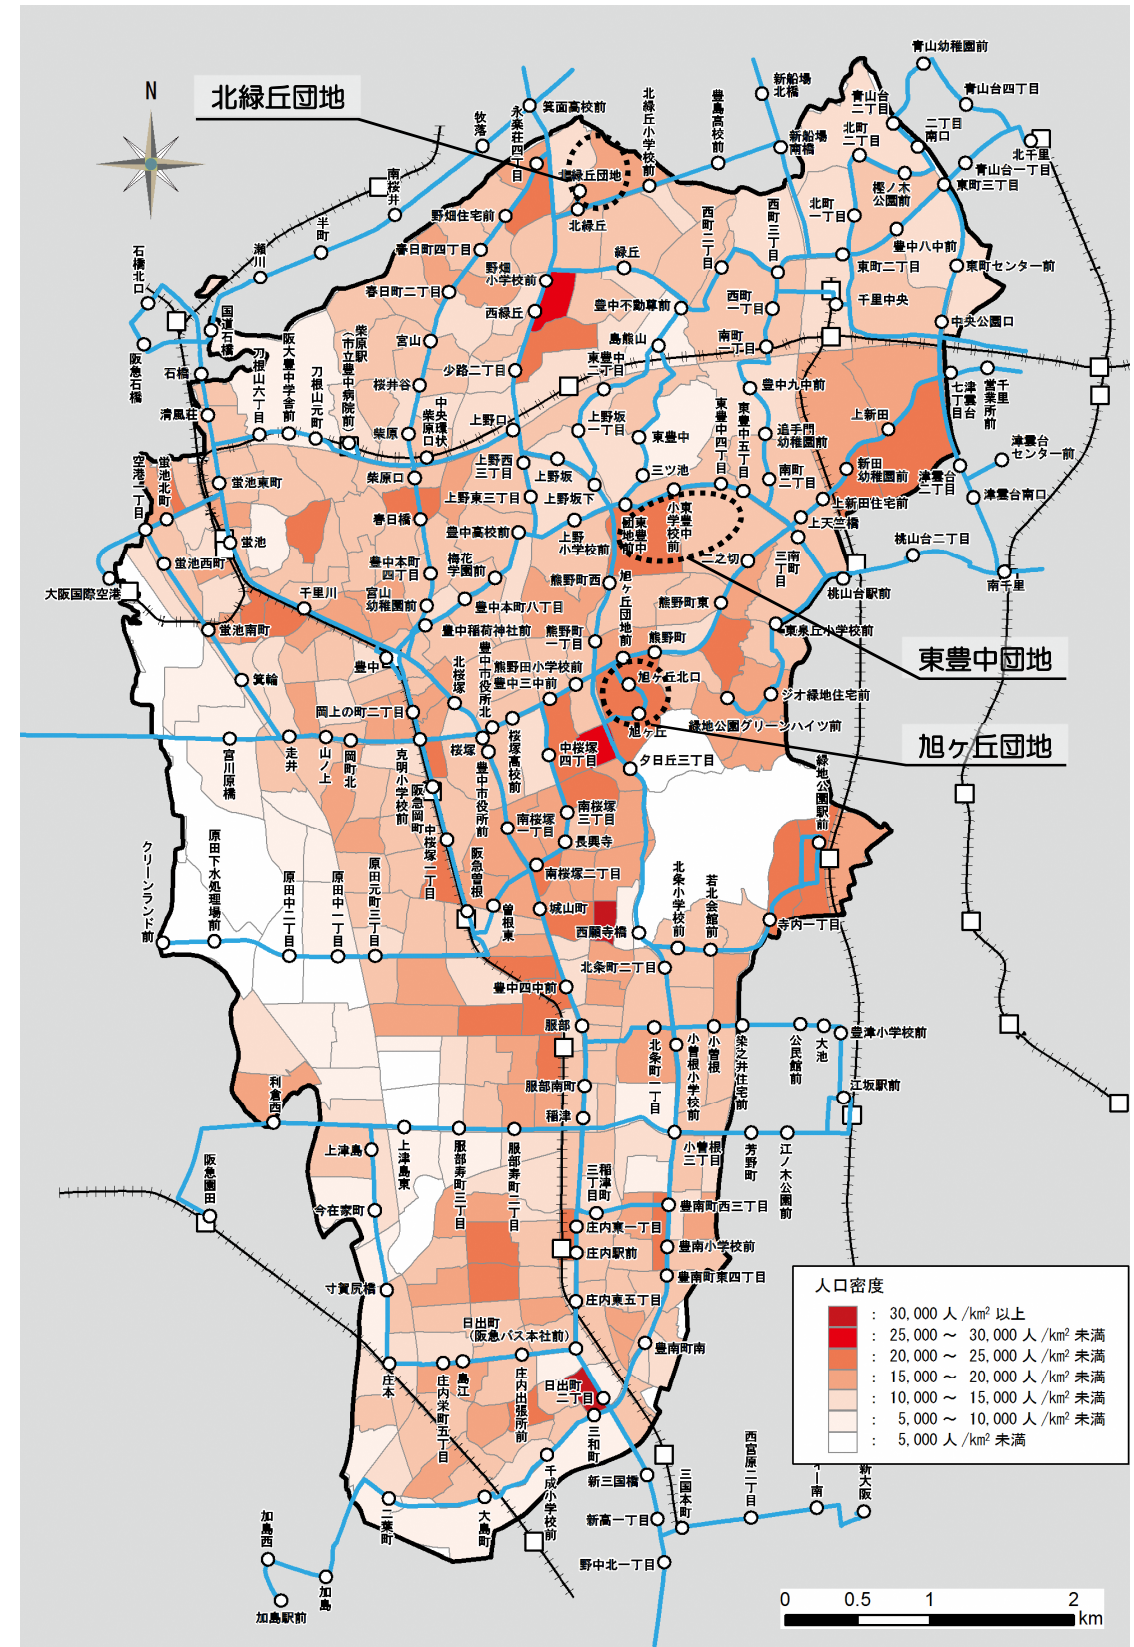 N
北緑丘団地
東豊中団地
旭ヶ丘団地
青山幼稚園前
青山台四丁目
青山台
二丁目
二丁目
南口
北千里
青山台一丁目
東町三丁目
北町
二丁目
樫ノ木
公園前
北町
一丁目
豊中八中前
東町二丁目
東町センター前
千里中央
中央公園口
新船場
北橋
新船場
南橋
豊島高校前
北緑丘小学校前
箕面高校前
永楽荘四丁目
牧落
南桜井
半町
瀬川
石橋北口
国道石橋
阪急石橋
石橋
清風荘
刀根山六丁目
阪大豊中学舎前
刀根山元町
柴原駅
(市立豊中病院前)
北緑丘団地
北緑丘
野畑住宅前
春日町四丁目
野畑
小学校前
春日町二丁目
西緑丘
宮山
少路二丁目
桜井谷
柴原
中央環状
柴原口
上野口
緑丘
西町二丁目
西町三丁目
豊中不動尊前
西町
一丁目
島熊山
南町
一丁目
東豊中
二丁目
豊中九中前
上野坂
一丁目
東豊中
東豊中四丁目
東豊中五丁目
追手門
幼稚園前
上新田
七丁目
津雲台
千里
営業所前
津雲台
センター前
津雲台
二丁目
津雲台南口
新田
幼稚園前
南町
二丁目
上新田住宅前
上天竺橋
桃山台二丁目
南千里
桃山台駅前
三ツ池
上野西
三丁目
上野坂
上野東三丁目
上野坂下
柴原口
春日橋
豊中高校前
上野
小学校前
東豊中
団地前
東豊中
小学校前
二之切
南
三丁目
空港一丁目
蛍池北町
蛍池東町
蛍池
蛍池西町
大阪国際空港
蛍池南町
千里川
豊中本町
四丁目
梅花
学園前
宮山
幼稚園前
豊中本町八丁目
豊中稲荷神社前
熊野町西
旭ヶ丘団地前
熊野町東
熊野町
一丁目
熊野町
東泉丘小学校前
熊野田小学校前
豊中
北桜塚
豊中市役所北
豊中三中前
旭ヶ丘北口
旭ヶ丘
ジオ緑地住宅前
緑地公園グリーンハイツ前
箕輪
岡上の町二丁目
宮川原橋
走井
山ノ上
岡町北
克明小学校前
桜塚
桜塚高校前
豊中市役所前
中桜塚
四丁目
夕日丘三丁目
緑地公園駅前
阪急岡町
中桜塚一丁目
南桜塚
三丁目
南桜塚
一丁目
長興寺
阪急曽根
南桜塚二丁目
クリーンランド前
原田下水処理場前
原田中二丁目
原田中一丁目
原田元町三丁目
曽根東
城山町
西願寺橋
北条小学校前
若北会館前
寺内一丁目
北条町二丁目
豊中四中前
服部
北条町一丁目
小曽根小学校前
小曽根
染之井住宅前
公民館前
大池
豊津小学校前
江坂駅前
服部南町
稲津
利倉西
上津島
上津島東
服部寿町三丁目
服部寿町二丁目
稲津町
三丁目
小曽根
三丁目
芳野町
江ノ木公園前
阪急園田
今在家町
豊南町西三丁目
庄内東一丁目
庄内駅前
豊南小学校前
豊南町東四丁目
寸賀尻橋
庄内東五丁目
日出町
(阪急バス本社前)
豊南町南
庄本
庄内栄町五丁目
島江
庄内出張所前
日出町
二丁目
三和町
千成小学校前
新三国橋
三国本町
西宮原二丁目
新大阪
新高一丁目
野中北一丁目
大島町
二葉町
加島西
加島
加島駅前
人口密度
： 30,000 人/km² 以上
： 25,000 ～ 30,000 人/km² 未満
： 20,000 ～ 25,000 人/km² 未満
： 15,000 ～ 20,000 人/km² 未満
： 10,000 ～ 15,000 人/km² 未満
： 5,000 ～ 10,000 人/km² 未満
： 5,000 人/km² 未満
0 0.5 1 2
km